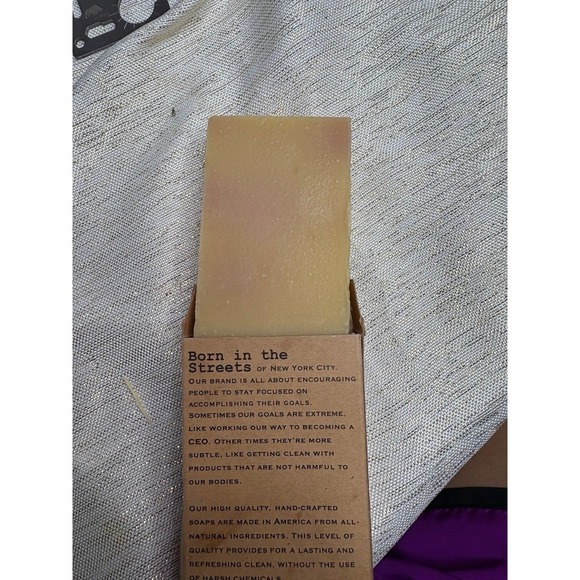 Born in the
Streets of New York City.
Our brand is all about encouraging
people to stay focused on
accomplishing their goals.
Sometimes our goals are extreme,
like working our way to becoming a
CEO. Other times they're more
subtle, like getting clean with
products that are not harmful to
our bodies.
Our high quality, hand-crafted
soaps are made in America from all-
natural ingredients. This level of
quality provides for a lasting and
refreshing clean, without the use
of harsh chemicals